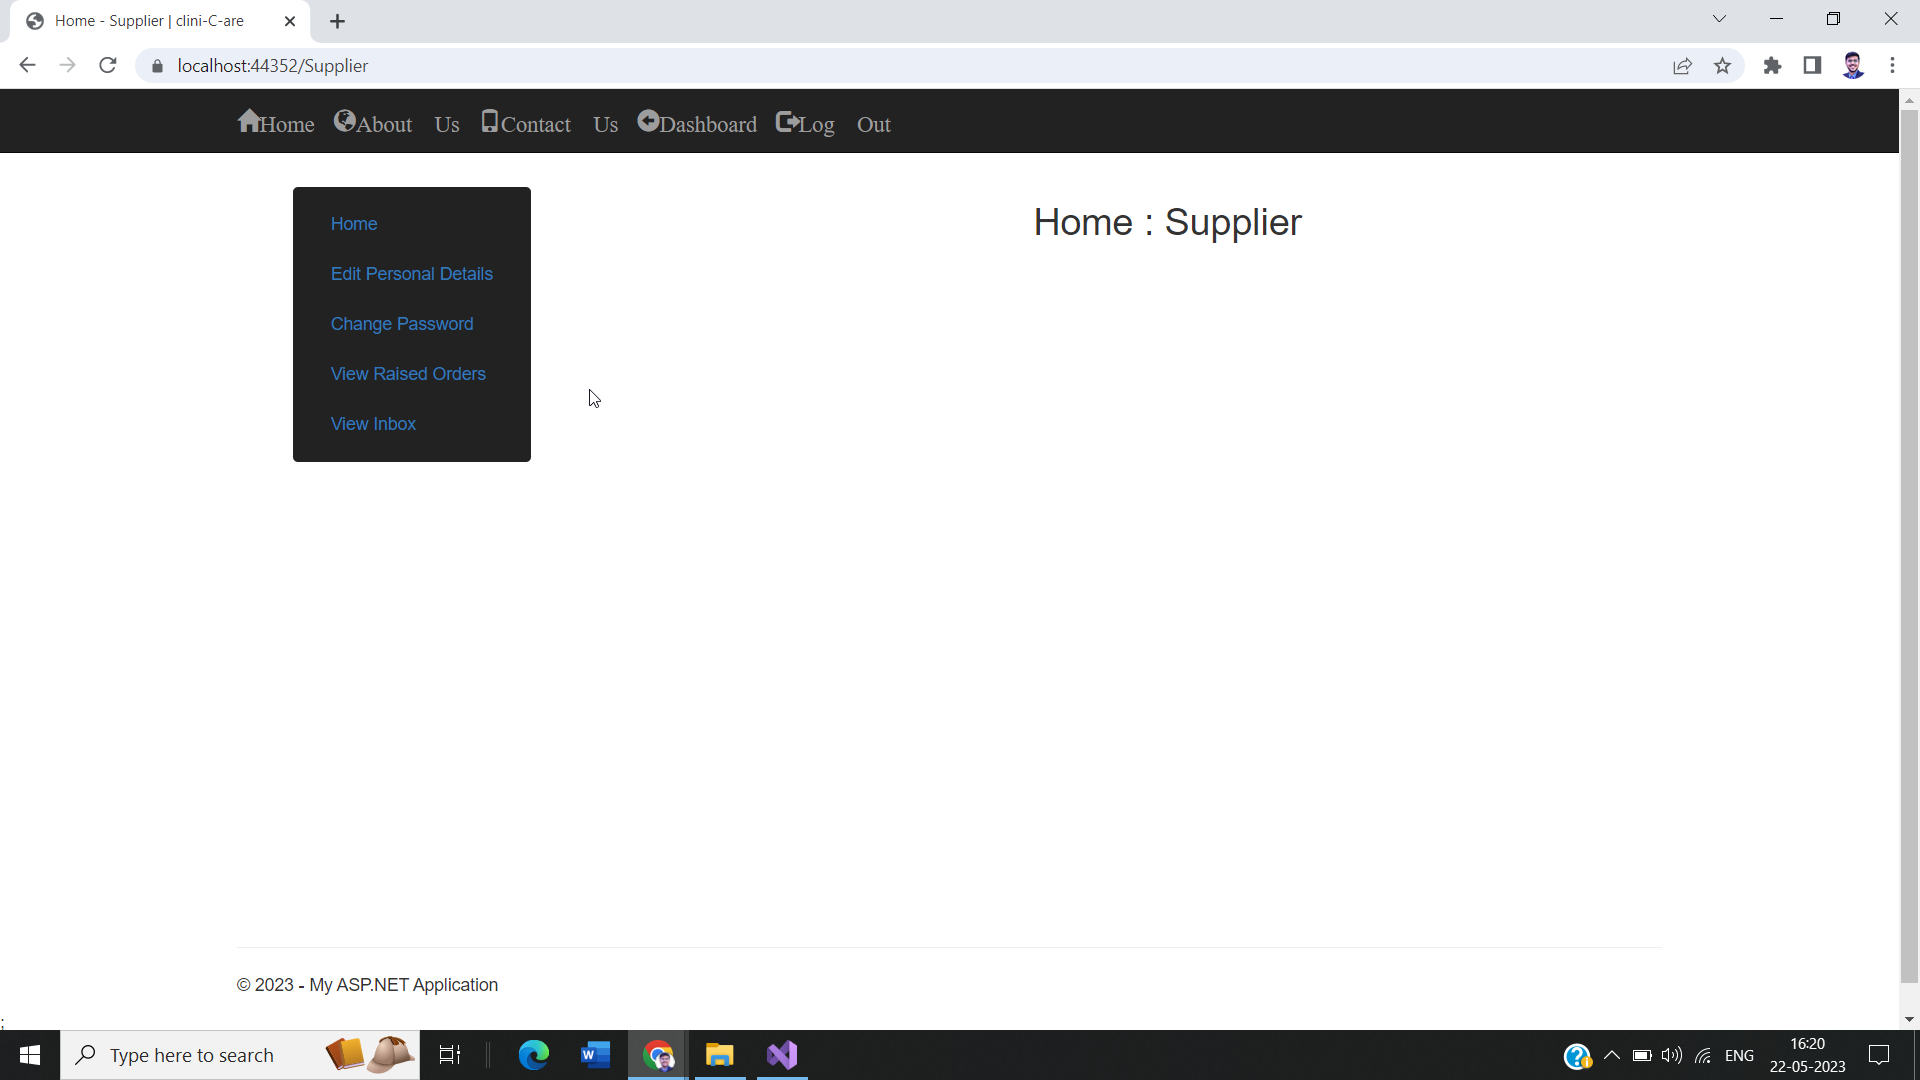 Home - Supplier | clini-C-are
localhost:44352/Supplier
Home About Us Contact Us Dashboard Log Out
Home
Edit Personal Details
Change Password
View Raised Orders
View Inbox
Home : Supplier
© 2023 - My ASP.NET Application
;
Type here to search
ENG
16:20
22-05-2023